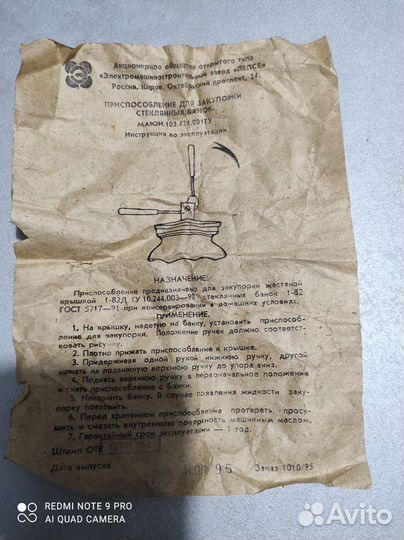 Акционерное общество открытого типа
«Электромашиностроительный завод «ЛЕПСЕ»
Россия, Киров, Октябрьский проспект, 24.
ПРИСПОСОБЛЕНИЕ ДЛЯ ЗАКУПОРКИ
СТЕКЛЯННЫХ БАНОК
Инструкция по эксплуатации
НАЗНАЧЕНИЕ.
Приспособление предназначено для закупорки жестяной
крышкой 1-82Д ТУ 10.244.003—90 стеклянных банок 1-82
ГОСТ 5717—91 при консервировании в домашних условиях.
ПРИМЕНЕНИЕ.
1. На крышку, надетую на банку, установить приспособ-
ление для закупорки. Положение ручек должно соответст-
вовать рисунку.
2. Плотно прижать приспособление к крышке.
3. Придерживая одной рукой нижнюю ручку, другой
нажать на подвижную верхнюю ручку до упора вниз.
4. Поднять верхнюю ручку в первоначальное положение
и снять приспособление с банки.
5. банку. В случае появления жидкости заку-
порку повторить.
6. Перед хранением приспособление протереть, просу-
шить и смазать внутреннюю поверхность машинным маслом.
7. Гарантийный срок эксплуатации — 1 год.
Штамп ОТК
Дата выпуска 95 Заказ 1010/95
REDMI NOTE 9 PRO
AI QUAD CAMERA
Avito